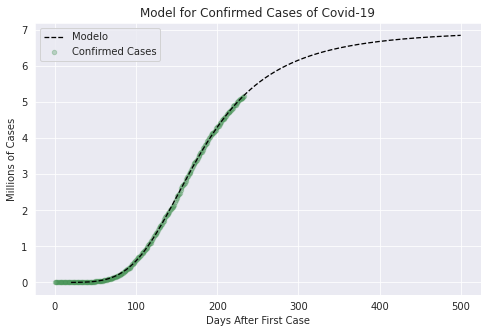 Model for Confirmed Cases of Covid-19
Modelo
Confirmed Cases
Millions of Cases
7
6
5
4
3
2
1
0
0 100 200 300 400 500
Days After First Case